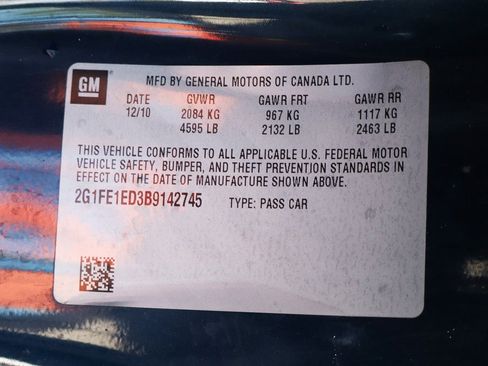 GM
MFD BY GENERAL MOTORS OF CANADA LTD.
DATE GVWR GAWR FRT GAWR RR
12/10 2084 KG 967 KG 1117 KG
4595 LB 2132 LB 2463 LB
THIS VEHICLE CONFORMS TO ALL APPLICABLE U.S. FEDERAL MOTOR
VEHICLE SAFETY, BUMPER, AND THEFT PREVENTION STANDARDS IN
EFFECT ON THE DATE OF MANUFACTURE SHOWN ABOVE.
2G1FE1ED3B9142745 TYPE: PASS CAR